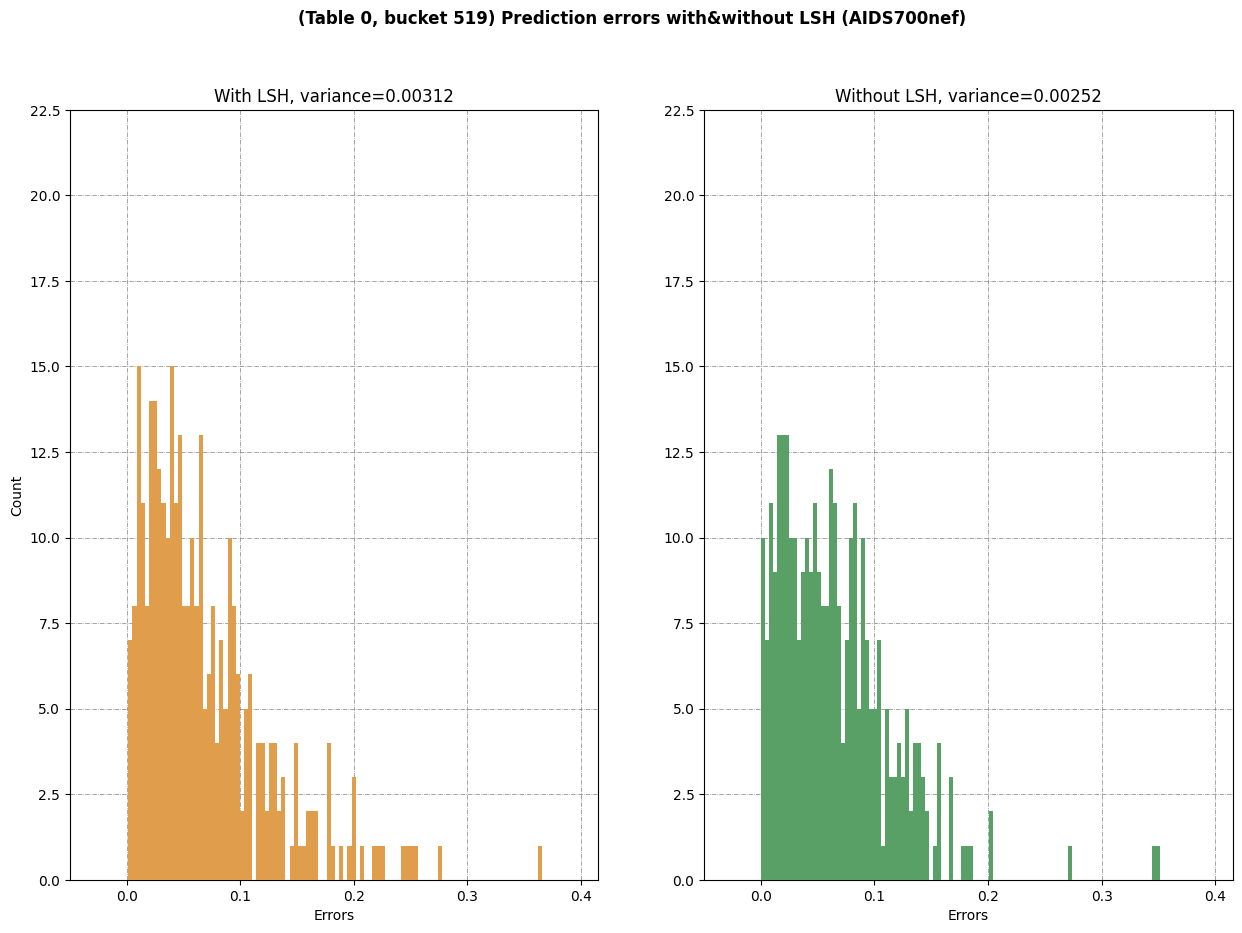 (Table 0, bucket 519) Prediction errors with&without LSH (AIDS700nef)
With LSH, variance=0.00312
22.5
20.0
17.5
15.0
12.5
10.0
7.5
5.0
2.5
0.0
Count
0.0 0.1 0.2 0.3 0.4
Errors
Without LSH, variance=0.00252
22.5
20.0
17.5
15.0
12.5
10.0
7.5
5.0
2.5
0.0
0.0 0.1 0.2 0.3 0.4
Errors